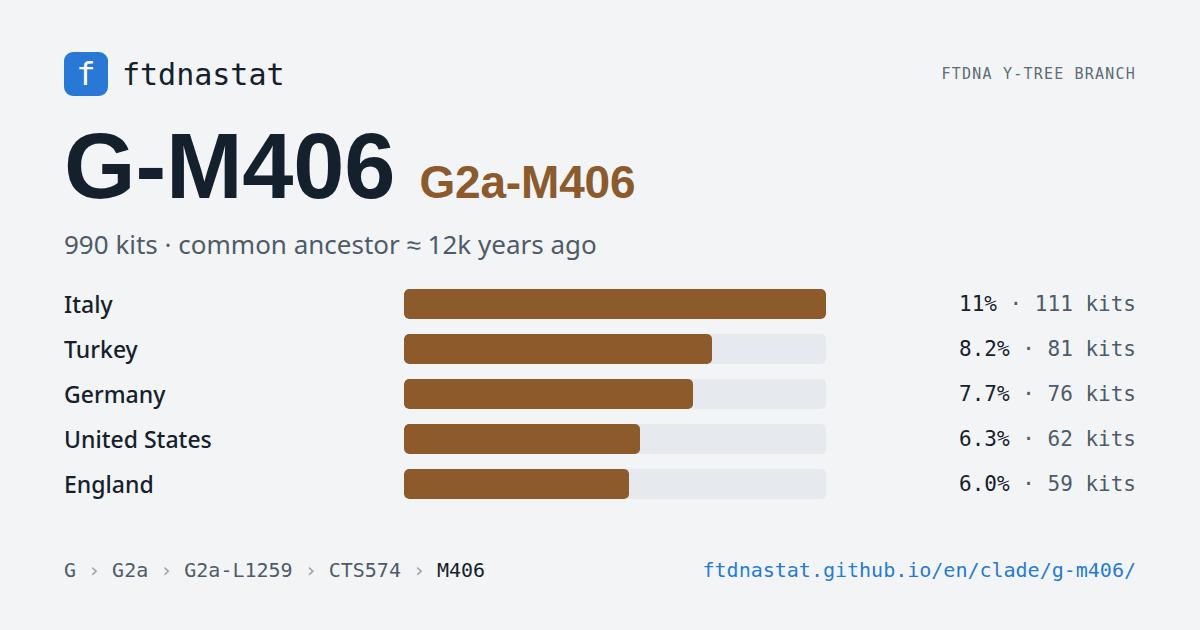 f ftdnastat FTDNA Y-TREE BRANCH
G-M406 G2a-M406
990 kits · common ancestor ≈ 12k years ago
Italy 11% · 111 kits
Turkey 8.2% · 81 kits
Germany 7.7% · 76 kits
United States 6.3% · 62 kits
England 6.0% · 59 kits
G › G2a › G2a-L1259 › CTS574 › M406 ftdnastat.github.io/en/clade/g-m406/